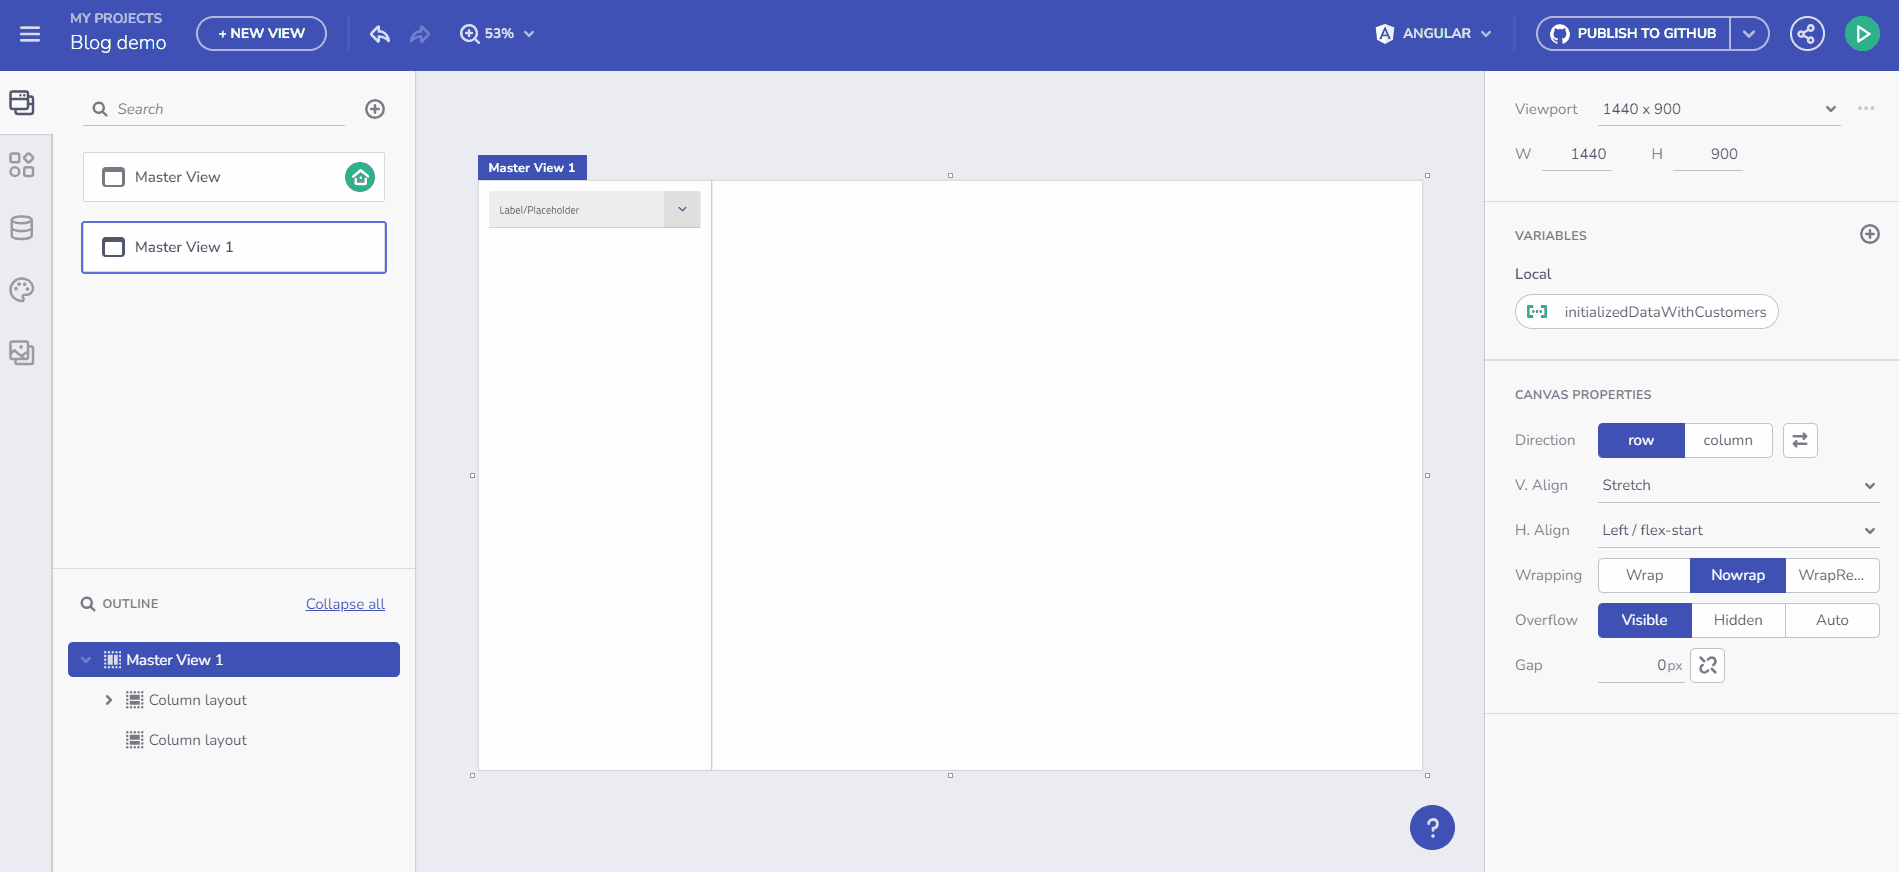 MY PROJECTS
Blog demo
+ NEW VIEW
53%
ANGULAR
PUBLISH TO GITHUB
Search
Master View
Master View 1
OUTLINE
Collapse all
Master View 1
Column layout
Column layout
Master View 1
Label/Placeholder
?
Viewport
1440 x 900
W
1440
H
900
VARIABLES
Local
initializedDataWithCustomers
CANVAS PROPERTIES
Direction
row
column
V. Align
Stretch
H. Align
Left / flex-start
Wrapping
Wrap
Nowrap
WrapRe...
Overflow
Visible
Hidden
Auto
Gap
0px